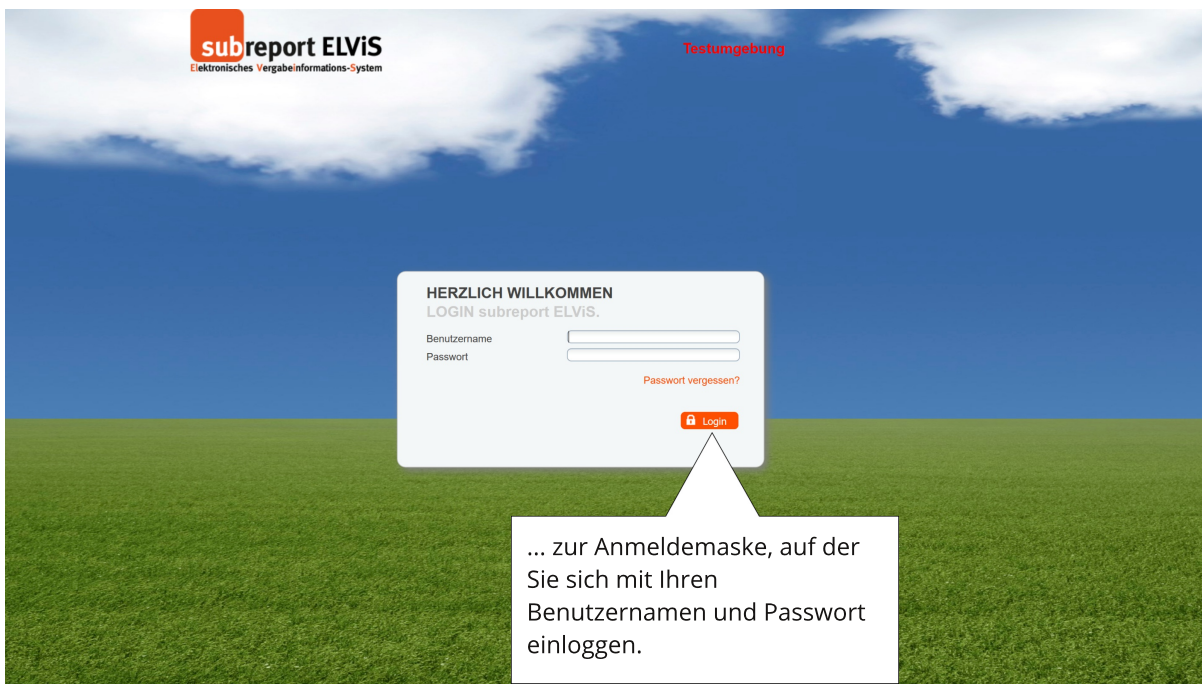 subreport ELViS
Elektronisches VergabeInformations-System
Testumgebung
HERZLICH WILLKOMMEN
LOGIN subreport ELViS.
Benutzername
Passwort
Passwort vergessen?
Login
... zur Anmeldemaske, auf der
Sie sich mit Ihren
Benutzernamen und Passwort
einloggen.